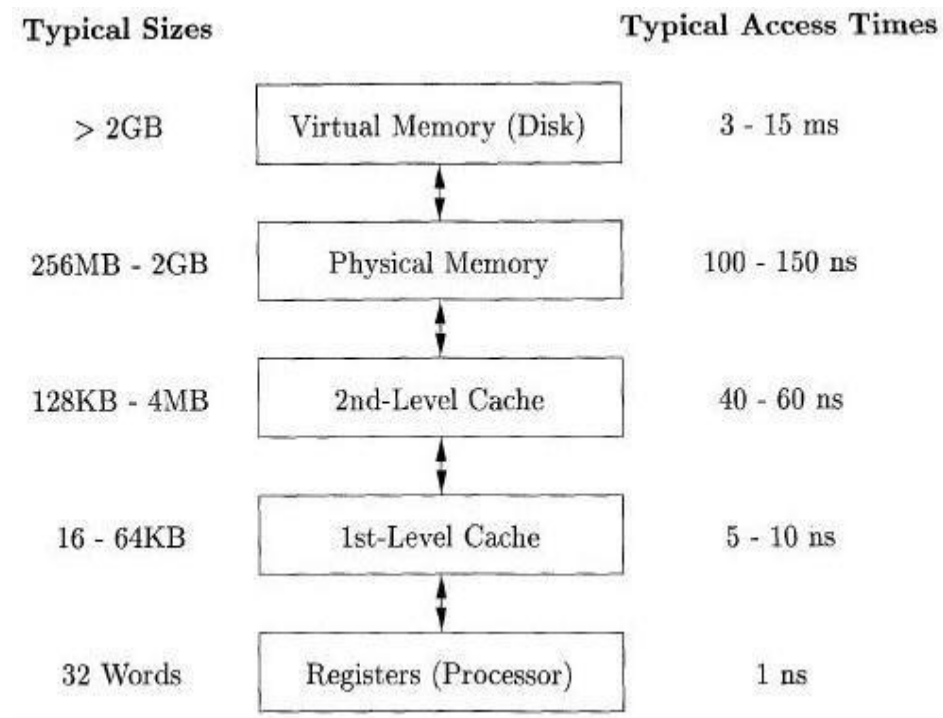 Typical Sizes Typical Access Times
> 2GB Virtual Memory (Disk) 3 - 15 ms
256MB - 2GB Physical Memory 100 - 150 ns
128KB - 4MB 2nd-Level Cache 40 - 60 ns
16 - 64KB 1st-Level Cache 5 - 10 ns
32 Words Registers (Processor) 1 ns